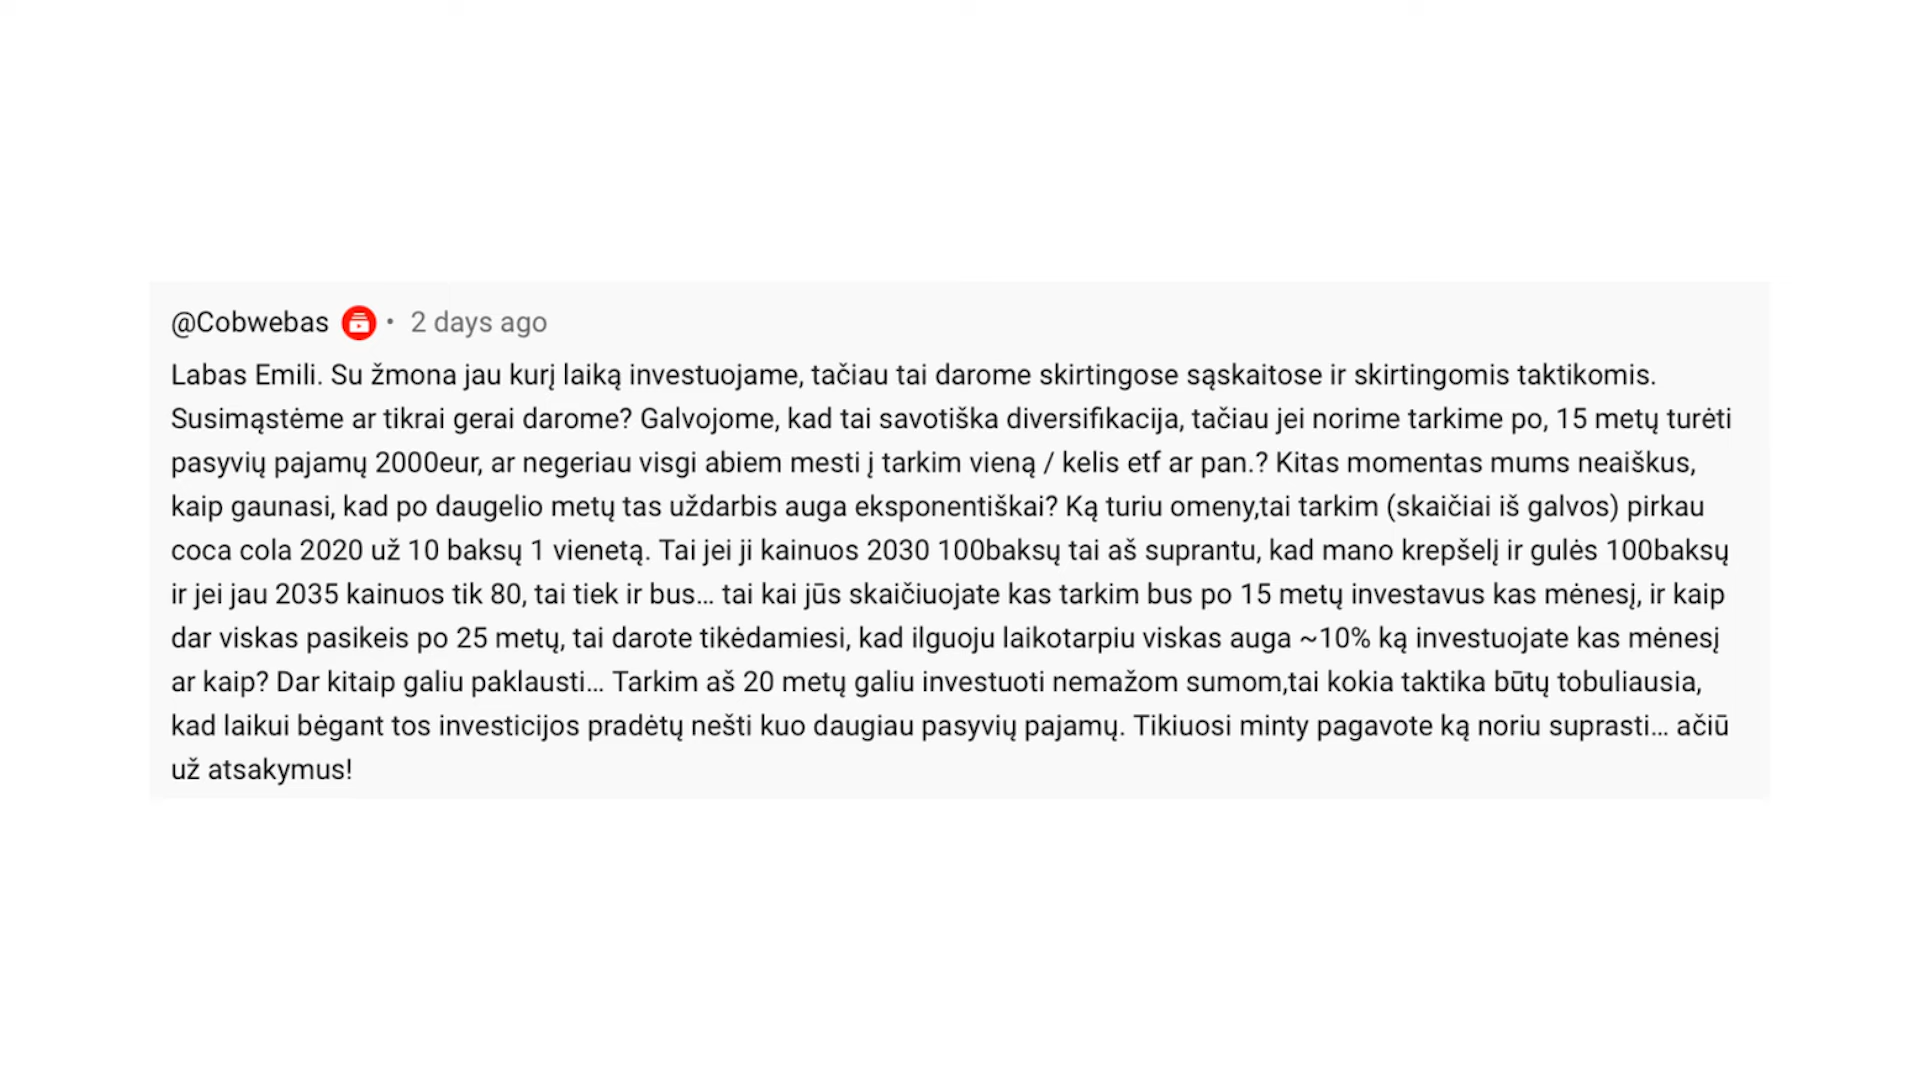 @Cobwebas • 2 days ago
Labas Emili. Su žmona jau kurį laiką investuojame, tačiau tai darome skirtingose sąskaitose ir skirtingomis taktikomis.
Susimąstėme ar tikrai gerai darome? Galvojome, kad tai savotiška diversifikacija, tačiau jei norime tarkime po, 15 metų turėti
pasyvių pajamų 2000eur, ar negeriau visgi abiem mesti į tarkim vieną / kelis etf ar pan.? Kitas momentas mums neaiškus,
kaip gaunasi, kad po daugelio metų tas uždarbis auga eksponentiškai? Ką turiu omeny,tai tarkim (skaičiai iš galvos) pirkau
coca cola 2020 už 10 baksų 1 vienetą. Tai jei ji kainuos 2030 100baksų tai aš suprantu, kad mano krepšelį ir gulės 100baksų
ir jei jau 2035 kainuos tik 80, tai tiek ir bus... tai kai jūs skaičiuojate kas tarkim bus po 15 metų investavus kas mėnesį, ir kaip
dar viskas pasikeis po 25 metų, tai darote tikėdamiesi, kad ilguoju laikotarpiu viskas auga ~10% ką investuojate kas mėnesį
ar kaip? Dar kitaip galiu paklausti... Tarkim aš 20 metų galiu investuoti nemažom sumom,tai kokia taktika būtų tobuliausia,
kad laikui bėgant tos investicijos pradėtų nešti kuo daugiau pasyvių pajamų. Tikiuosi minty pagavote ką noriu suprasti... ačiū
už atsakymus!